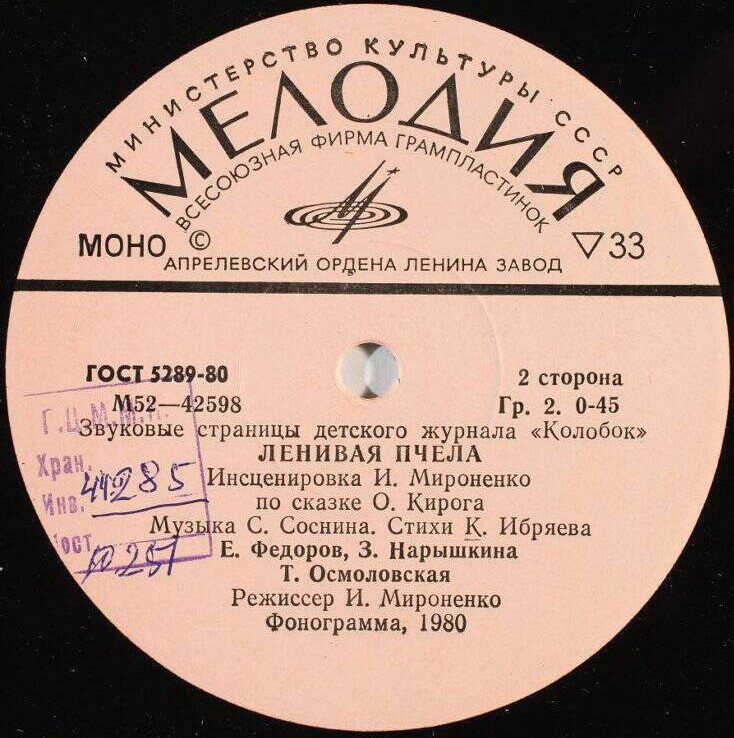 МИНИСТЕРСТВО КУЛЬТУРЫ СССР
МЕЛОДИЯ
ВСЕСОЮЗНАЯ ФИРМА ГРАМПЛАСТИНОК
МОНО © ▽ 33
АПРЕЛЕВСКИЙ ОРДЕНА ЛЕНИНА ЗАВОД
ГОСТ 5289-80 2 сторона
М52—42598 Гр. 2. 0-45
Звуковые страницы детского журнала «Колобок»
ЛЕНИВАЯ ПЧЕЛА
Инсценировка И. Мироненко
по сказке О. Кирога
Музыка С. Соснина. Стихи К. Ибряева
Е. Федоров, З. Нарышкина
Т. Осмоловская
Режиссер И. Мироненко
Фонограмма, 1980
Г.Ц.М.М.
Хран.
Инв. 44285